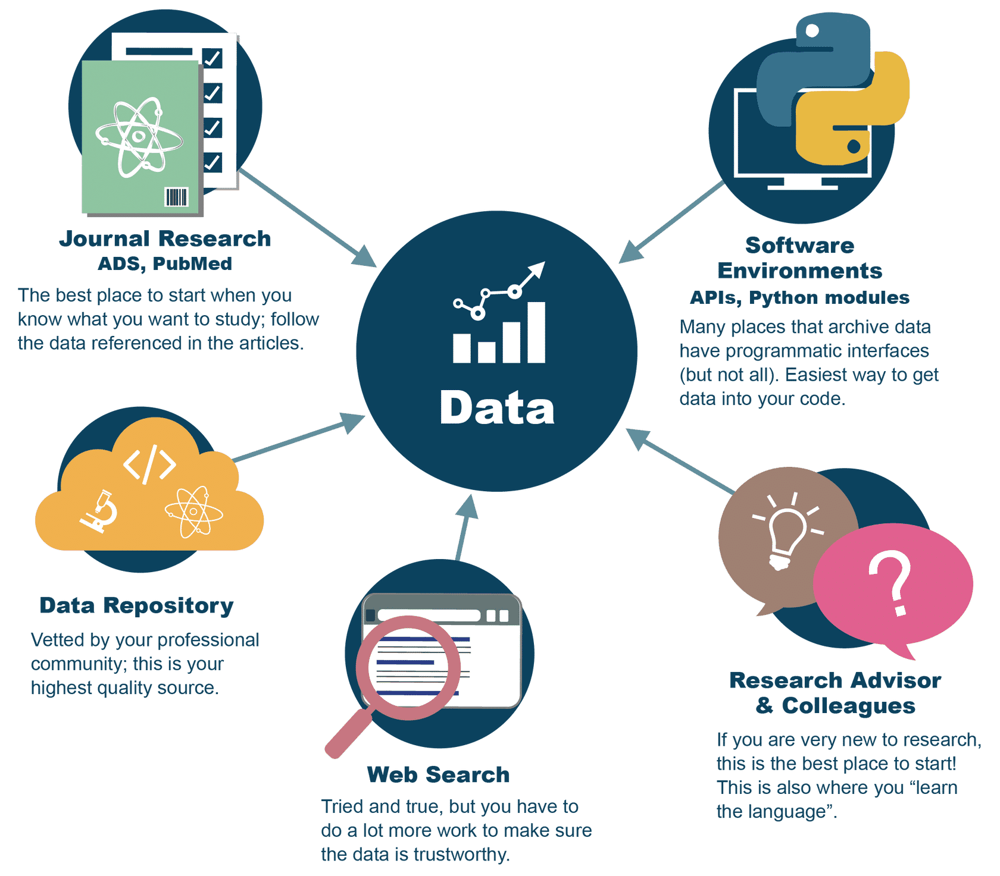 Journal Research
ADS, PubMed
The best place to start when you
know what you want to study; follow
the data referenced in the articles.
Software
Environments
APIs, Python modules
Many places that archive data
have programmatic interfaces
(but not all). Easiest way to get
data into your code.
Data
</>
Data Repository
Vetted by your professional
community; this is your
highest quality source.
Web Search
Tried and true, but you have to
do a lot more work to make sure
the data is trustworthy.
?
Research Advisor
& Colleagues
If you are very new to research,
this is the best place to start!
This is also where you “learn
the language”.